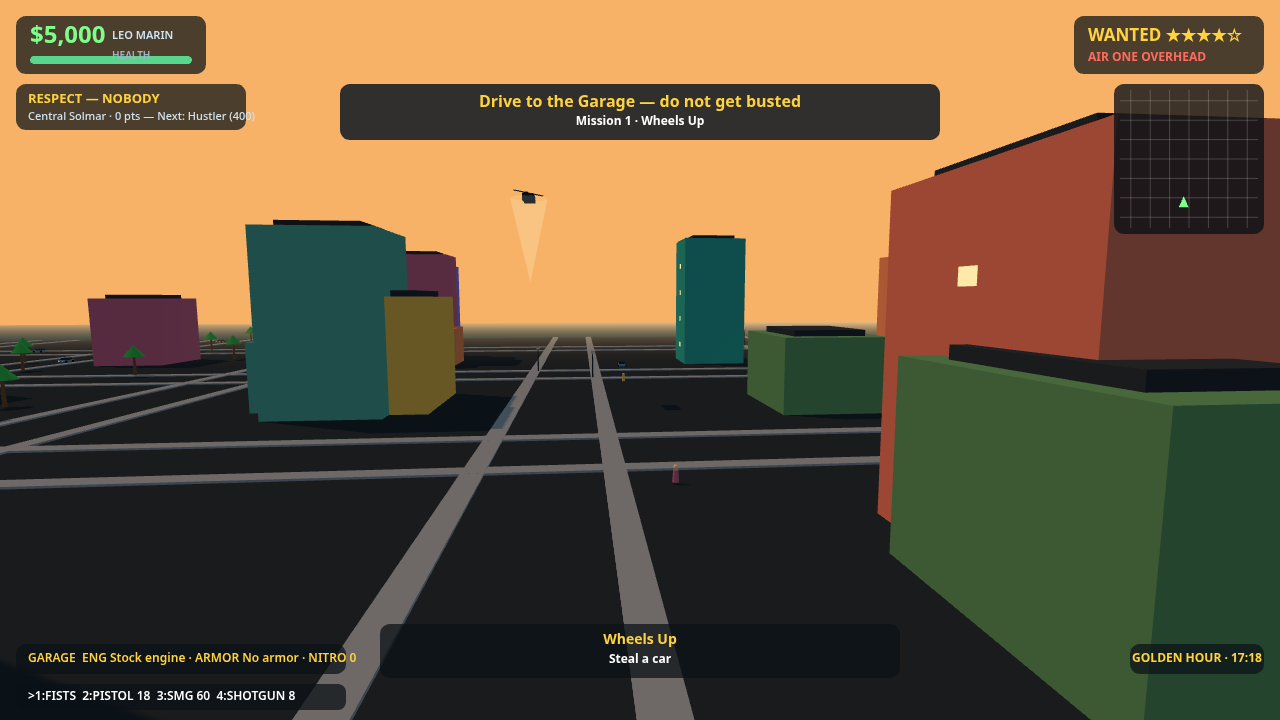 $5,000 LEO MARIN
HEALTH
WANTED ★★★★☆
AIR ONE OVERHEAD
RESPECT — NOBODY
Central Solmar · 0 pts — Next: Hustler (400)
Drive to the Garage — do not get busted
Mission 1 · Wheels Up
Wheels Up
Steal a car
GARAGE ENG Stock engine · ARMOR No armor · NITRO 0
>1:FISTS 2:PISTOL 18 3:SMG 60 4:SHOTGUN 8
GOLDEN HOUR · 17:18